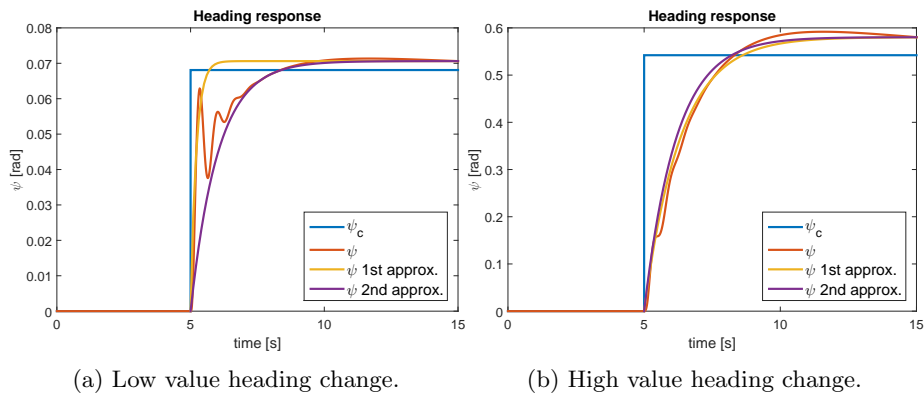 Heading response
0.08
0.07
0.06
0.05
0.04
0.03
0.02
0.01
0
ψ [rad]
ψc
ψ
ψ 1st approx.
ψ 2nd approx.
0 5 10 15
time [s]
(a) Low value heading change.
Heading response
0.6
0.5
0.4
0.3
0.2
0.1
0
ψ [rad]
ψc
ψ
ψ 1st approx.
ψ 2nd approx.
0 5 10 15
time [s]
(b) High value heading change.